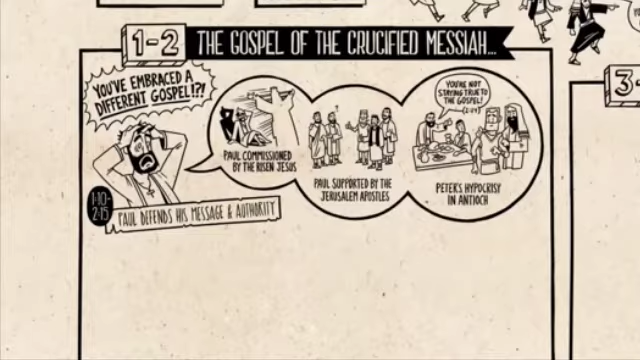 1-2 THE GOSPEL OF THE CRUCIFIED MESSIAH...
3-
YOU'VE EMBRACED A
DIFFERENT GOSPEL!?!
YOU'RE NOT
STAYING TRUE TO
THE GOSPEL!
(2:14)
PAUL COMMISSIONED
BY THE RISEN JESUS
PAUL SUPPORTED BY THE
JERUSALEM APOSTLES
PETER'S HYPOCRISY
IN ANTIOCH
1:10-
2:15
PAUL DEFENDS HIS MESSAGE & AUTHORITY